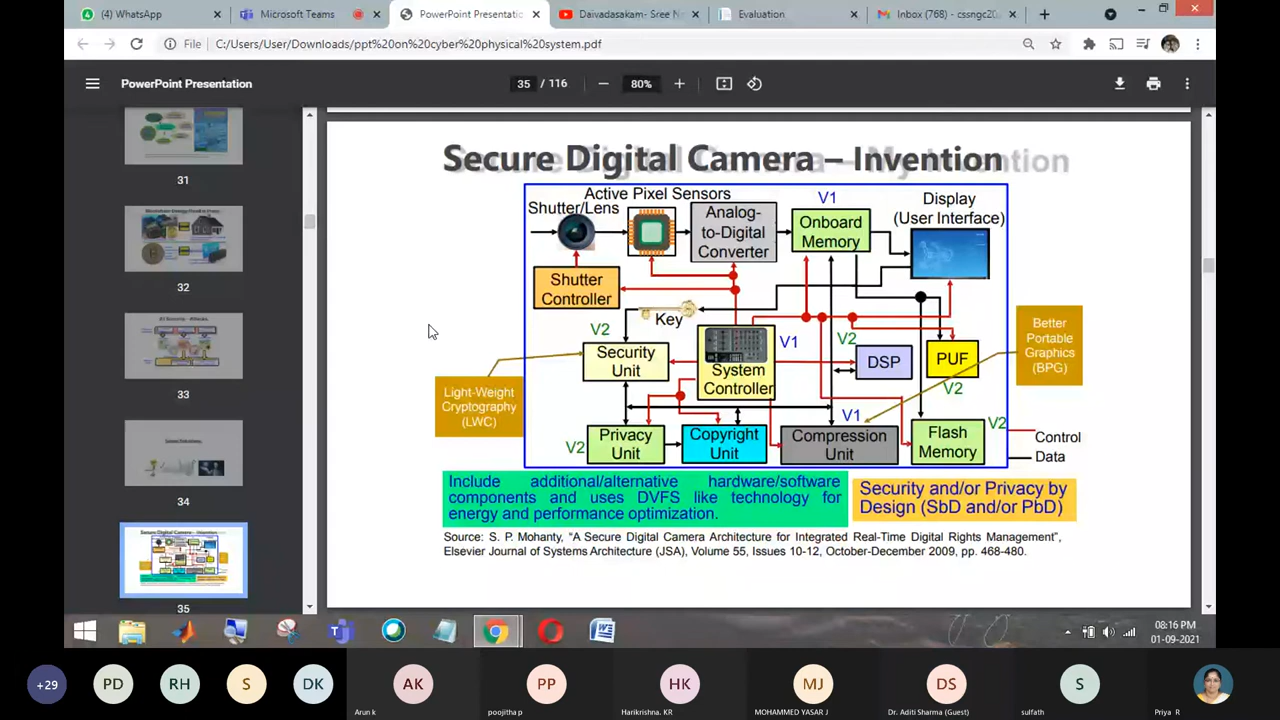 (4) WhatsApp
Microsoft Teams
PowerPoint Presentatio
Daivadasakam- Sree N
Evaluation
Inbox (768) - cssngc20
File
C:/Users/User/Downloads/ppt%20on%20cyber%20physical%20system.pdf
PowerPoint Presentation
35 / 116
80%
31
32
33
34
35
Secure Digital Camera – Invention
Active Pixel Sensors
Shutter/Lens
Analog-
to-Digital
Converter
V1
Onboard
Memory
Display
(User Interface)
Shutter
Controller
Key
V2
Security
Unit
System
Controller
V1
V2
DSP
PUF
V2
Better
Portable
Graphics
(BPG)
Light-Weight
Cryptography
(LWC)
V2
Privacy
Unit
Copyright
Unit
V1
Compression
Unit
Flash
Memory
V2
Control
Data
Include additional/alternative hardware/software
components and uses DVFS like technology for
energy and performance optimization.
Security and/or Privacy by
Design (SbD and/or PbD)
Source: S. P. Mohanty, “A Secure Digital Camera Architecture for Integrated Real-Time Digital Rights Management”,
Elsevier Journal of Systems Architecture (JSA), Volume 55, Issues 10-12, October-December 2009, pp. 468-480.
08:16 PM
01-09-2021
+29
PD
RH
S
DK
AK
PP
HK
MJ
DS
S
Arun k
poojitha p
Harikrishna. KR
MOHAMMED YASAR J
Dr. Aditi Sharma (Guest)
sulfath
Priya R